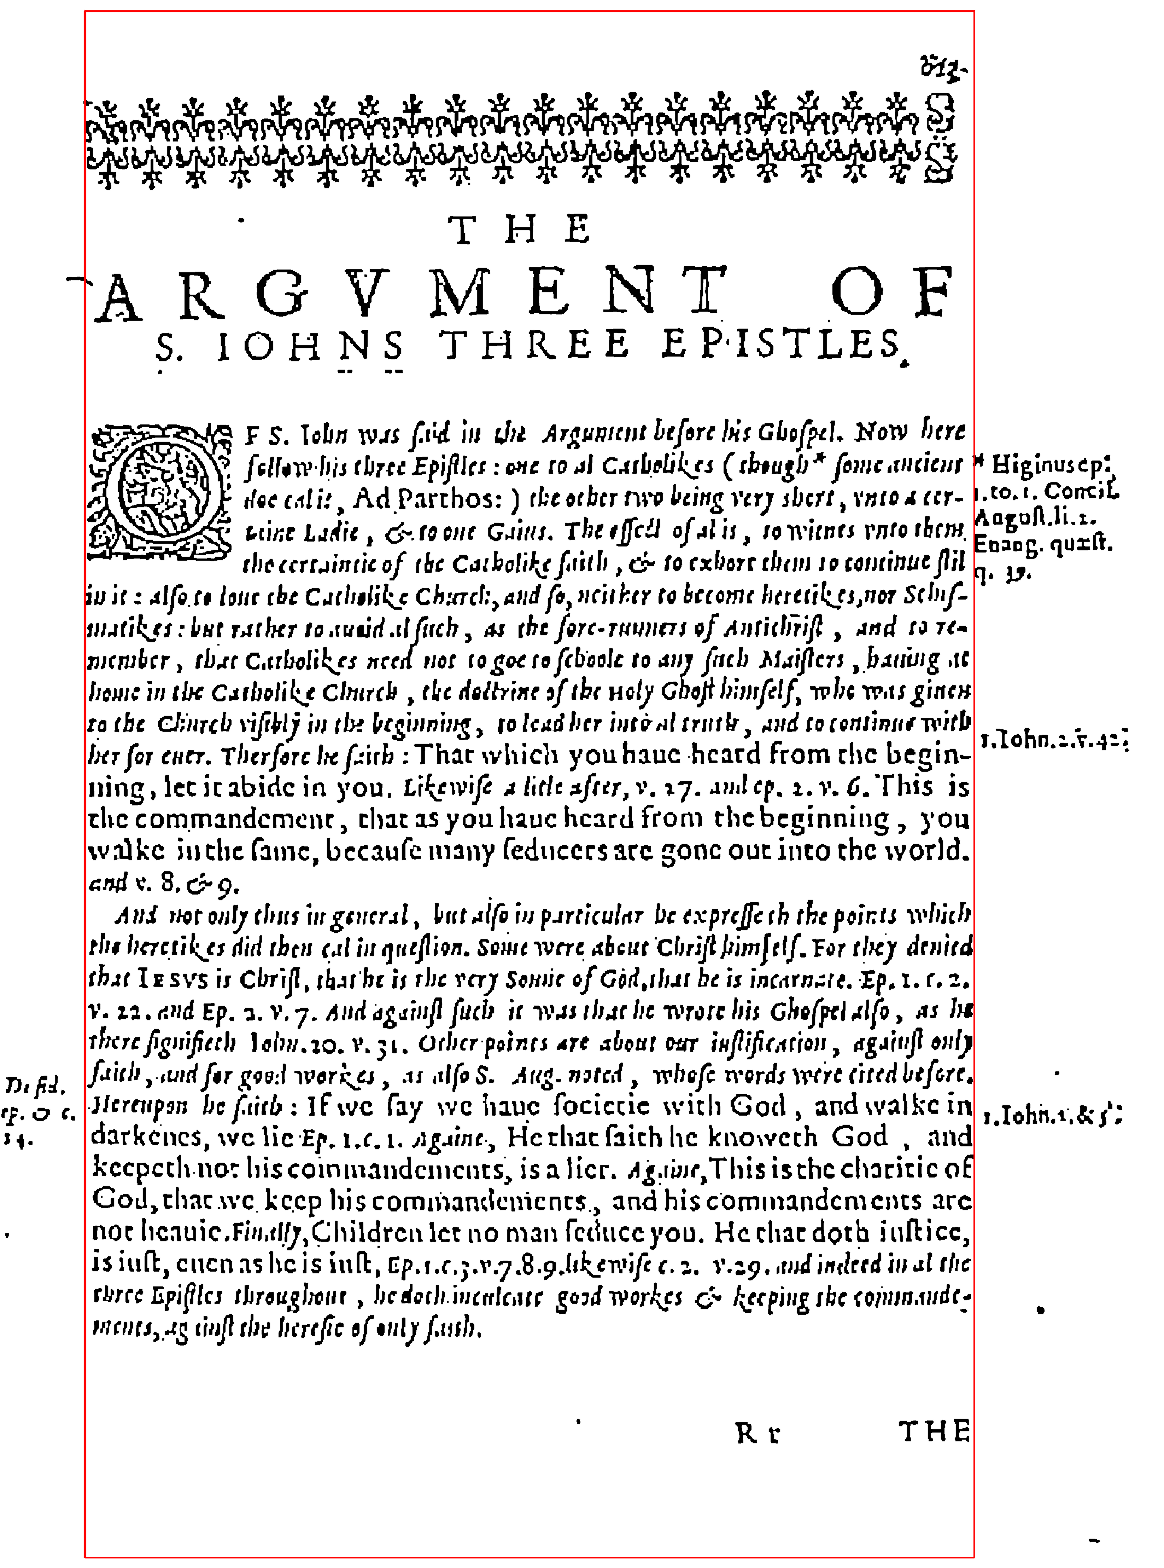 THE
ARGVMENT OF
S. IOHNS THREE EPISTLES.
OF S. Iohn was ſaid in the Argument before his Ghoſpel. Now here
follow his three Epiſtles: one to al Catholikes (though* ſome ancient
doe cal it, Ad Parthos:) the other two being very short, vnto a cer-
taine Ladie, & to one Gaius. The effect of al is, to witnes vnto them
the certaintie of the Catholike faith, & to exhort them to continue ſtil
in it: alſo to loue the Catholike Church, and ſo, neither to become heretikes, nor Schiſ-
matikes: but rather to auoid al ſuch, as the fore-runners of Antichriſt, and to re-
member, that Catholikes need not to goe to ſchoole to any ſuch Maiſters, hauing at
home in the Catholike Church, the doctrine of the Holy Ghoſt himſelf, who was giuen
to the Church viſibly in the beginning, to lead her into al truth, and to continue with
her for euer. Therfore he ſaith: That which you haue heard from the begin-
ning, let it abide in you. Likewiſe a litle after, v. 27. and ep. 2. v. 6. This is
the commandement, that as you haue heard from the beginning, you
walke in the ſame, becauſe many ſeducers are gone out into the world.
and v. 8. & 9.
And not only thus in general, but alſo in particular he expreſſeth the points which
the heretikes did then cal in queſtion. Some were about Chriſt himſelf. For they denied
that IESVS is Chriſt, that he is the very Sonne of God, that he is incarnate. Ep. 1. c. 2.
v. 22. and Ep. 2. v. 7. And againſt ſuch it was that he wrote his Ghoſpel alſo, as he
there ſignifieth Iohn. 20. v. 31. Other points are about our iuſtification, againſt only
faith, and for good workes, as alſo S. Aug. noted, whoſe words were cited before.
Hereupon he ſaith: If we ſay we haue ſocietie with God, and walke in
darkenes, we lie Ep. 1. c. 1. Againe, He that ſaith he knoweth God, and
keepeth not his commandements, is a lier. Againe, This is the charitie of
God, that we keep his commandements, and his commandements are
not heauie. Finally, Children let no man ſeduce you. He that doth iuſtice,
is iuſt, euen as he is iuſt, Ep. 1. c. 3. v. 7. 8. 9. likewiſe c. 2. v. 29. and indeed in al the
three Epiſtles throughout, he doth inculcate good workes & keeping the commande-
ments, againſt the hereſie of only faith.
Rr THE
* Higinus ep.
1. to. 1. Concil.
Auguſt. li. 2.
Euang. quæſt.
q. 39.
1. Iohn. 2. v.
1. Iohn. 2. & 5.
De fid.
& op. c.
14.